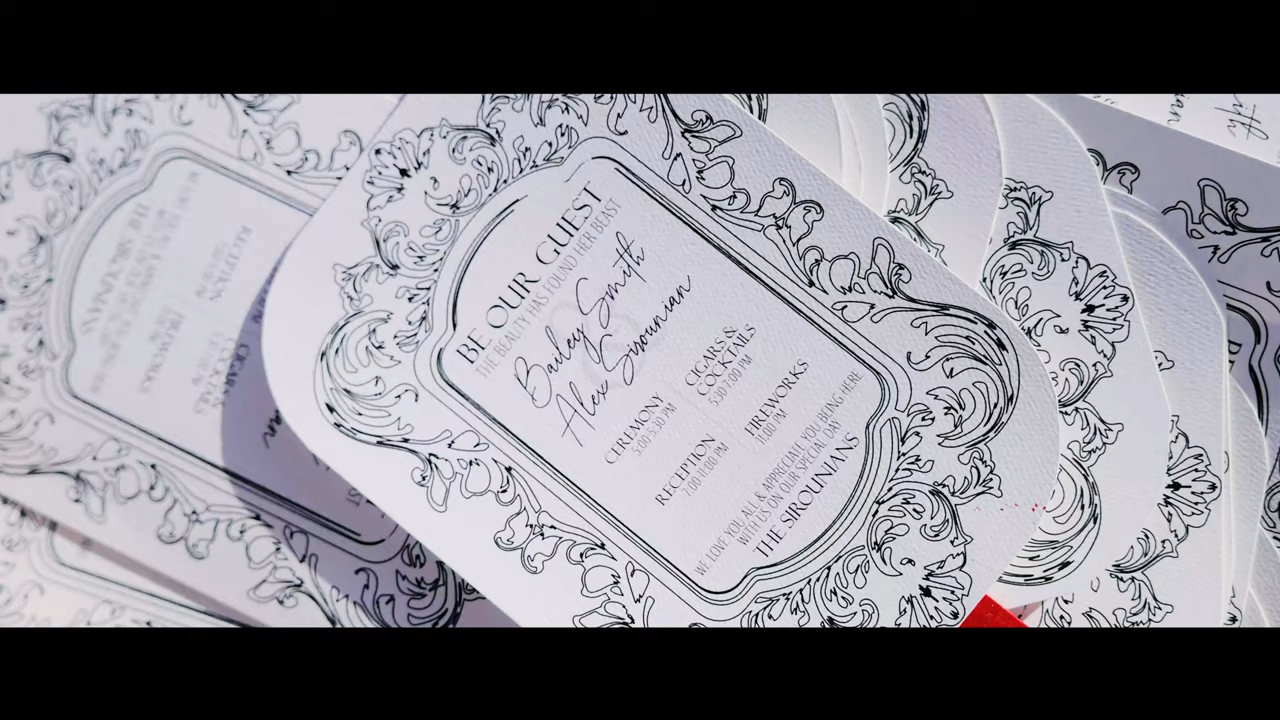 BE OUR GUEST
THE BEAUTY HAS FOUND HER BEAST
Bailey Smith
Alex Sirounian
CEREMONY
5:00-5:30 PM
CIGARS &
COCKTAILS
5:30-7:00 PM
RECEPTION
7:00-11:00 PM
FIREWORKS
11:00 PM
WE LOVE YOU ALL & APPRECIATE YOU BEING HERE
WITH US ON OUR SPECIAL DAY
THE SIROUNIANS